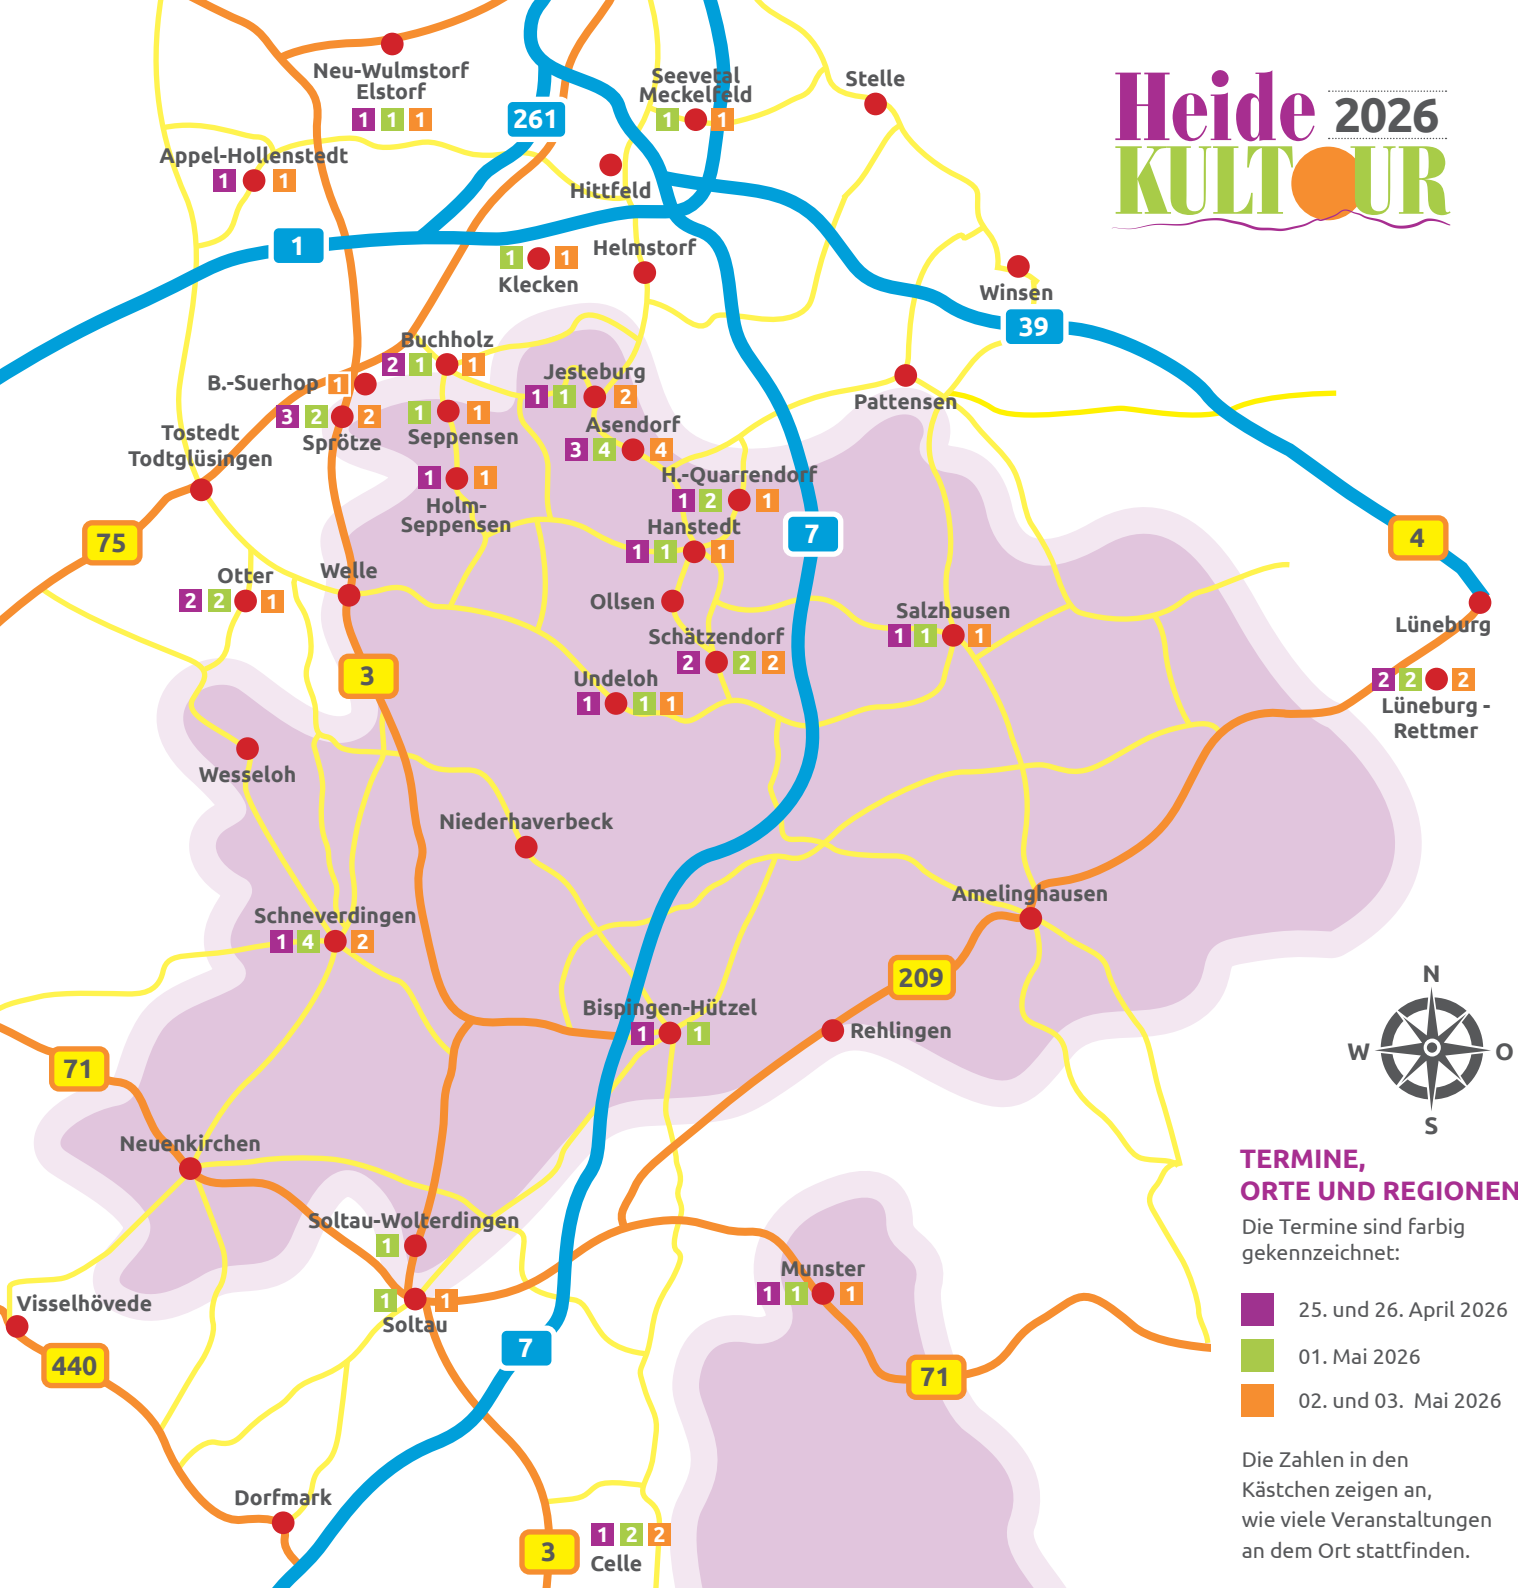 Heide 2026
KULTOUR
Neu-Wulmstorf
Elstorf
1 1 1
261
Seevetal
Meckelfeld
1 1
Stelle
Appel-Hollenstedt
1 1
Hittfeld
1
1 1
Klecken
Helmstorf
Winsen
39
Buchholz
2 1 1
B.-Suerhop 1
3 2 2
Sprötze
1 1
Seppensen
Jesteburg
1 1 2
Asendorf
3 4 4
Pattensen
Tostedt
Todtglüsingen
1 1
Holm-
Seppensen
H.-Quarrendorf
1 2 1
Hanstedt
1 1 1
7
75
4
Otter
2 2 1
Welle
Ollsen
Salzhausen
1 1 1
Lüneburg
Schätzendorf
2 2 2
3
Undeloh
1 1 1
2 2 2
Lüneburg -
Rettmer
Wesseloh
Niederhaverbeck
Schneverdingen
1 4 2
Amelinghausen
209
Bispingen-Hützel
1 1
Rehlingen
N
W O
S
71
Neuenkirchen
Soltau-Wolterdingen
1
1 1
Soltau
Munster
1 1 1
Visselhövede
440
7
71
Dorfmark
3
1 2 2
Celle
TERMINE,
ORTE UND REGIONEN
Die Termine sind farbig
gekennzeichnet:
25. und 26. April 2026
01. Mai 2026
02. und 03. Mai 2026
Die Zahlen in den
Kästchen zeigen an,
wie viele Veranstaltungen
an dem Ort stattfinden.